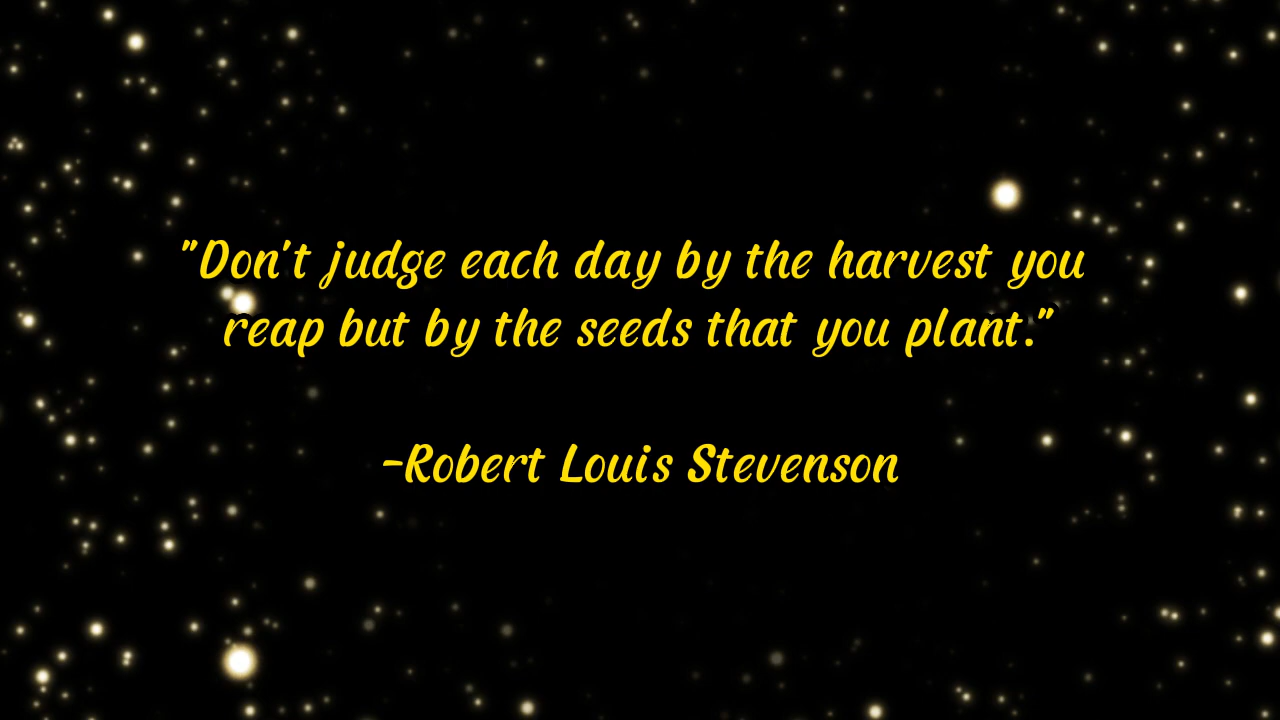 "Don't judge each day by the harvest you
reap but by the seeds that you plant."
-Robert Louis Stevenson